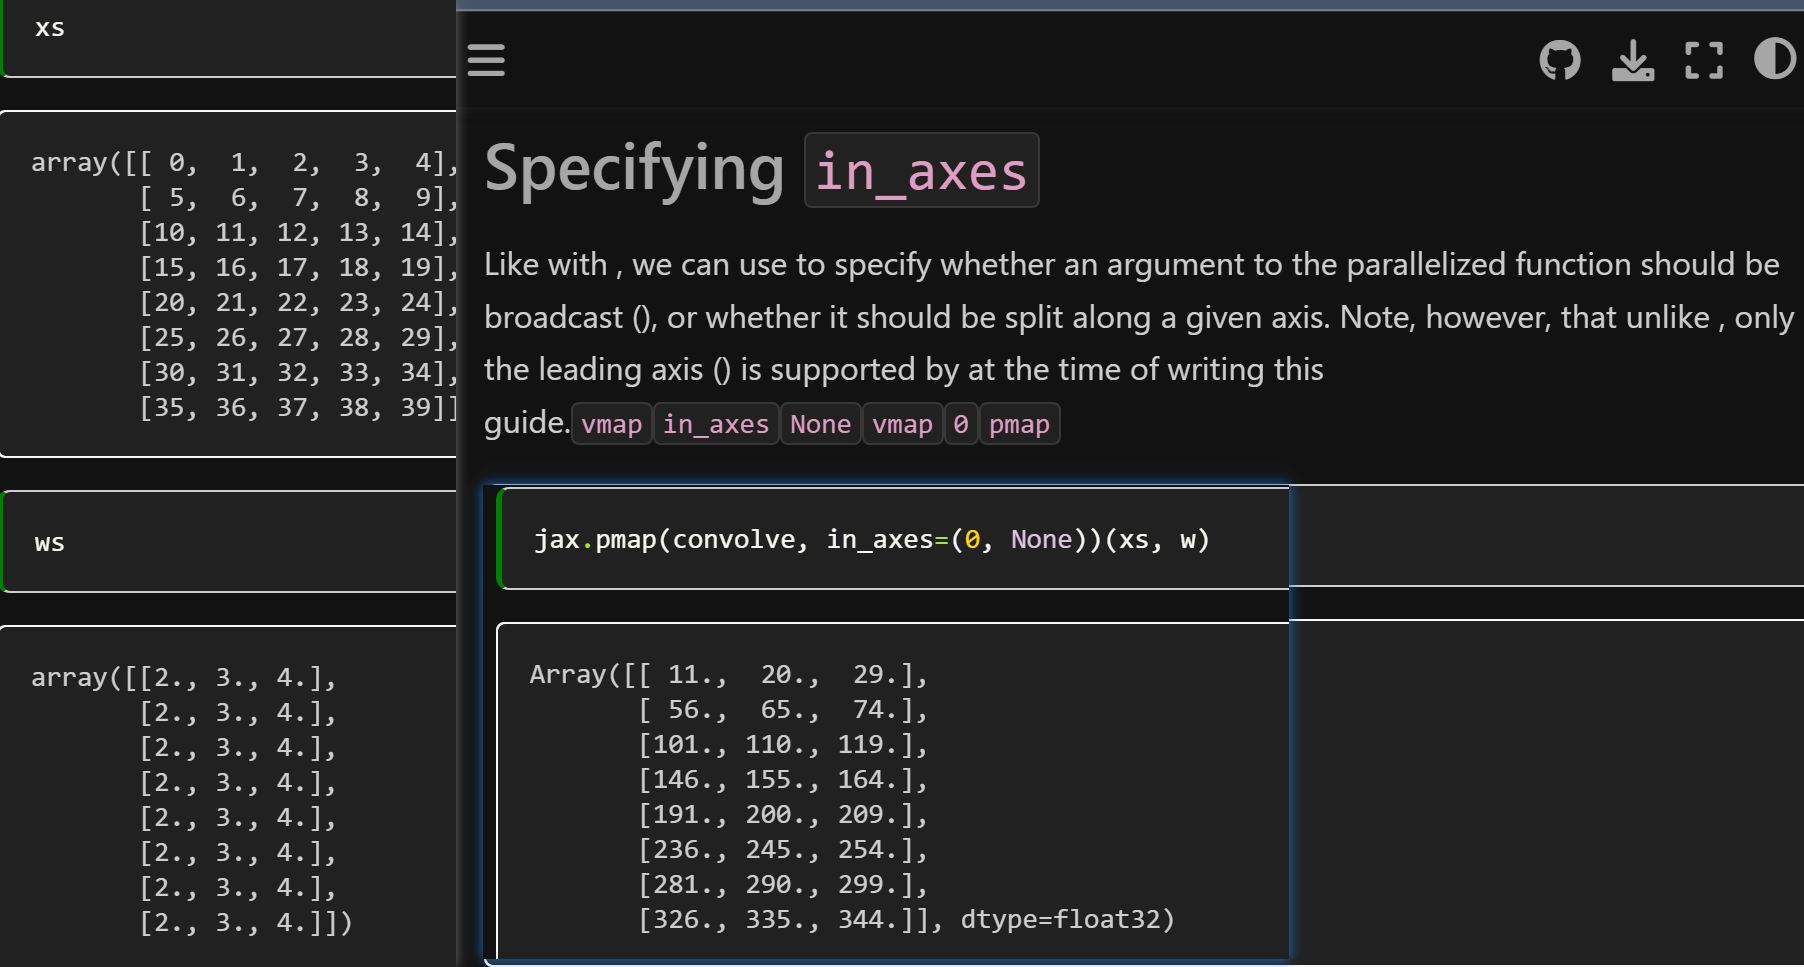 xs
array([[ 0,  1,  2,  3,  4],
       [ 5,  6,  7,  8,  9],
       [10, 11, 12, 13, 14],
       [15, 16, 17, 18, 19],
       [20, 21, 22, 23, 24],
       [25, 26, 27, 28, 29],
       [30, 31, 32, 33, 34],
       [35, 36, 37, 38, 39]]
ws
array([[2., 3., 4.],
       [2., 3., 4.],
       [2., 3., 4.],
       [2., 3., 4.],
       [2., 3., 4.],
       [2., 3., 4.],
       [2., 3., 4.],
       [2., 3., 4.]])
Specifying in_axes
Like with , we can use to specify whether an argument to the parallelized function should be
broadcast (), or whether it should be split along a given axis. Note, however, that unlike , only
the leading axis () is supported by at the time of writing this
guide. vmap in_axes None vmap 0 pmap
jax.pmap(convolve, in_axes=(0, None))(xs, w)
Array([[ 11.,  20.,  29.],
       [ 56.,  65.,  74.],
       [101., 110., 119.],
       [146., 155., 164.],
       [191., 200., 209.],
       [236., 245., 254.],
       [281., 290., 299.],
       [326., 335., 344.]], dtype=float32)